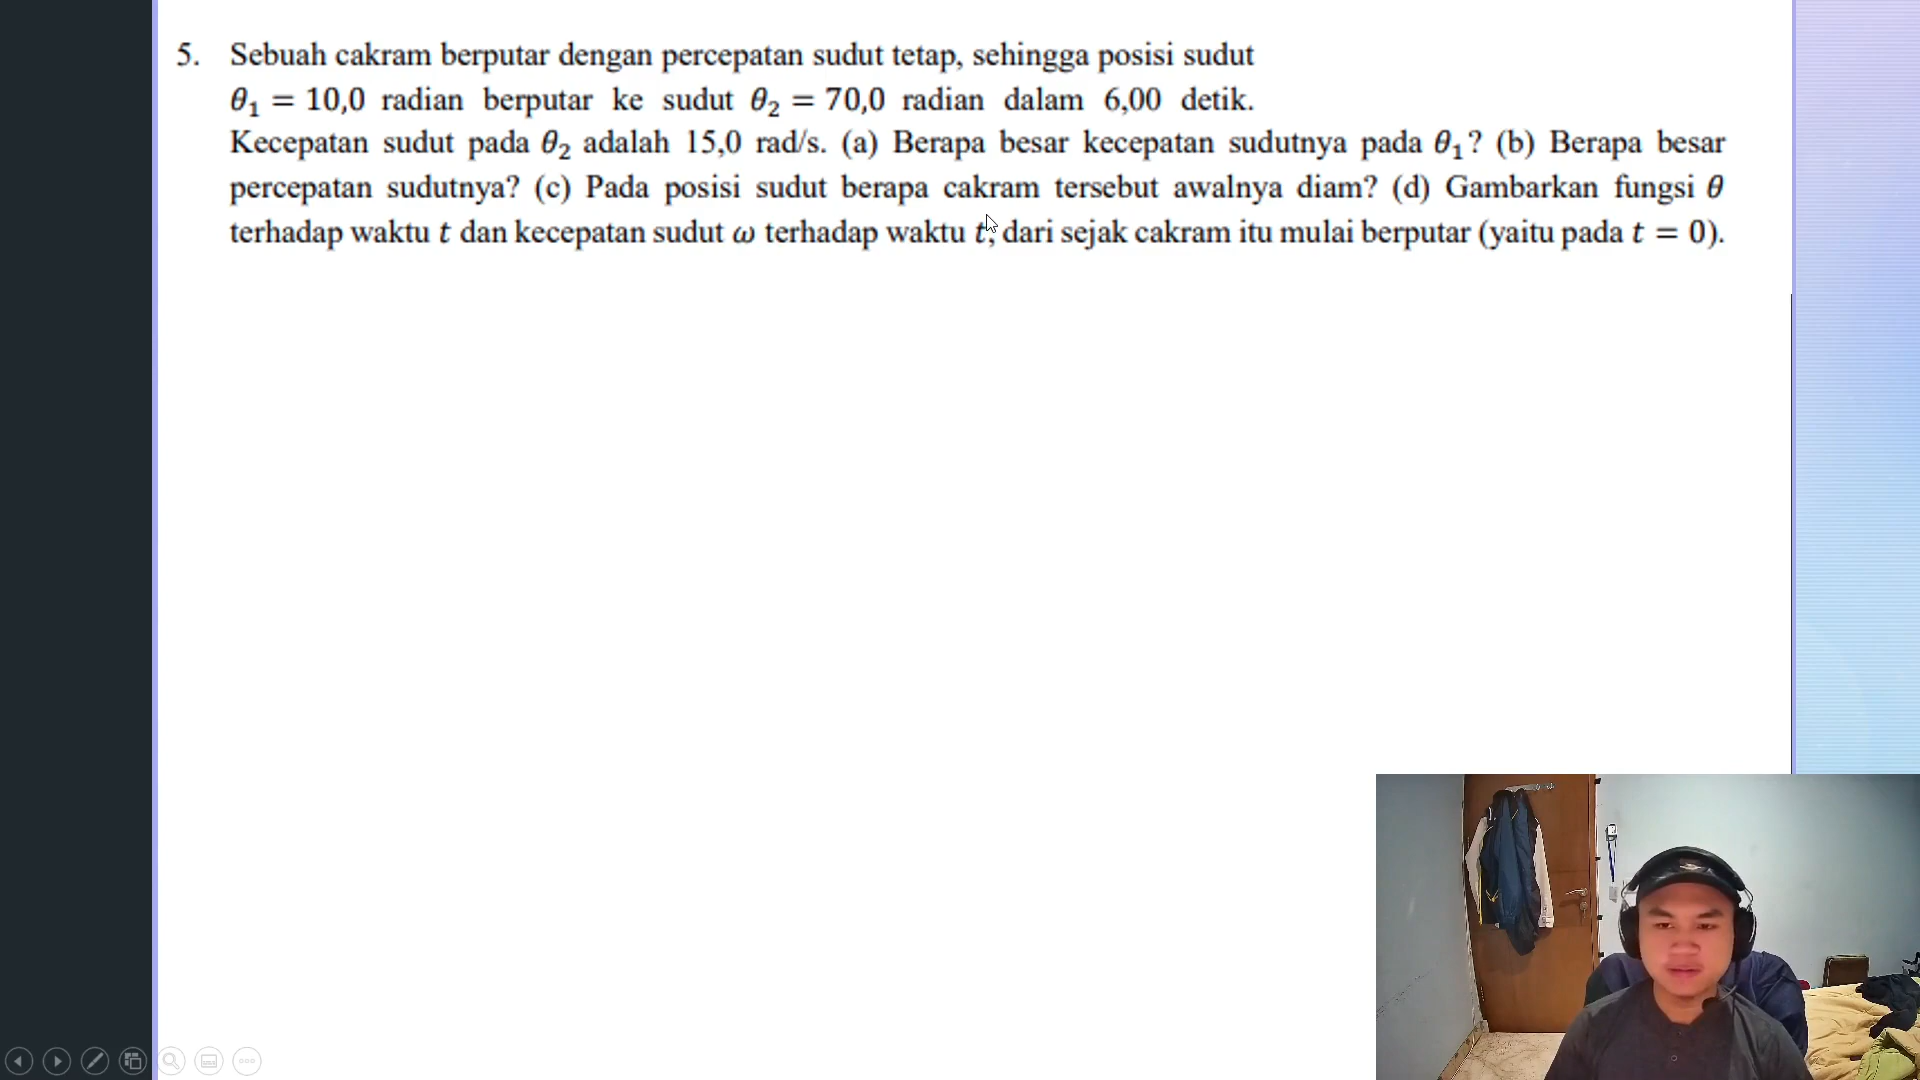 5. Sebuah cakram berputar dengan percepatan sudut tetap, sehingga posisi sudut
θ₁ = 10,0 radian berputar ke sudut θ₂ = 70,0 radian dalam 6,00 detik.
Kecepatan sudut pada θ₂ adalah 15,0 rad/s. (a) Berapa besar kecepatan sudutnya pada θ₁? (b) Berapa besar
percepatan sudutnya? (c) Pada posisi sudut berapa cakram tersebut awalnya diam? (d) Gambarkan fungsi θ
terhadap waktu t dan kecepatan sudut ω terhadap waktu t, dari sejak cakram itu mulai berputar (yaitu pada t = 0).